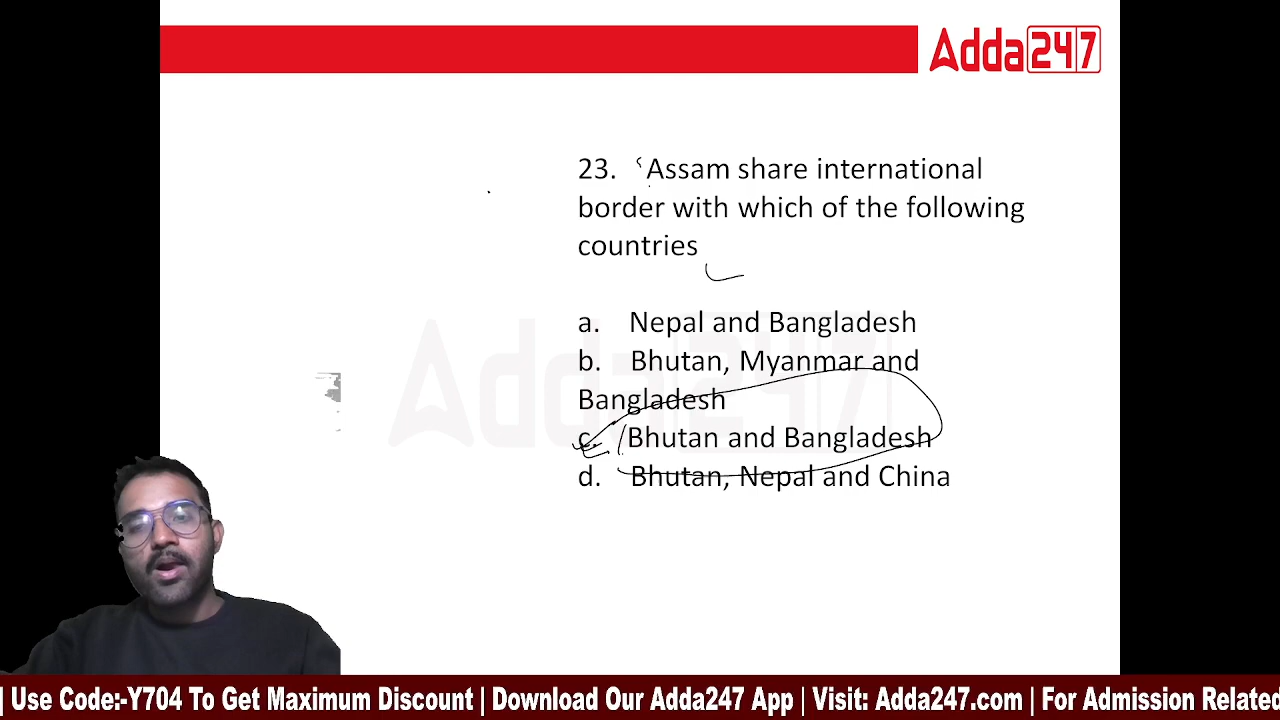 Adda247
23. Assam share international
border with which of the following
countries
a. Nepal and Bangladesh
b. Bhutan, Myanmar and
Bangladesh
c. Bhutan and Bangladesh
d. Bhutan, Nepal and China
Adda247
| Use Code:-Y704 To Get Maximum Discount | Download Our Adda247 App | Visit: Adda247.com | For Admission Related